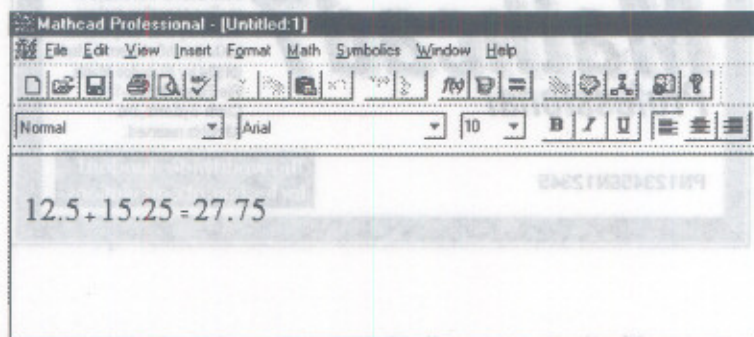 Mathcad Professional - [Untitled:1]
File Edit View Insert Format Math Symbolics Window Help
f(x) = ?
Normal Arial 10 B I U
PN123456N12345
12.5 + 15.25 = 27.75